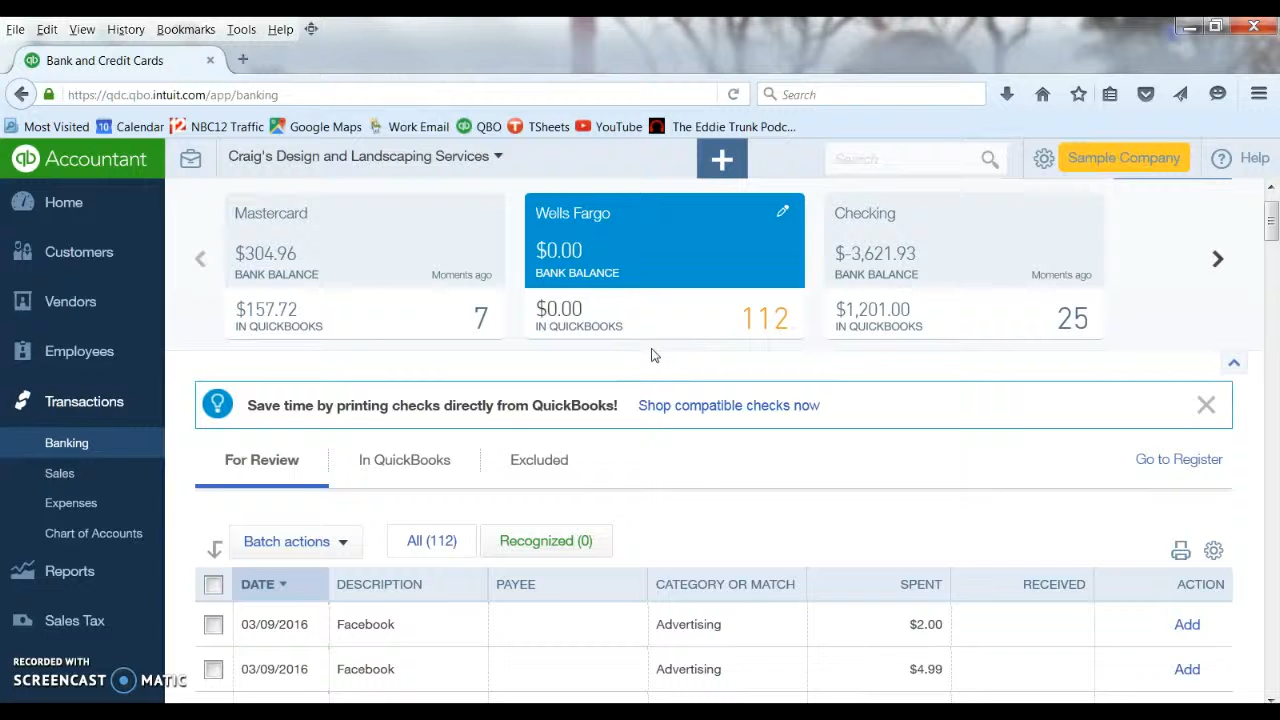 File Edit View History Bookmarks Tools Help
qb Bank and Credit Cards × +
https://qdc.qbo.intuit.com/app/banking Search
Most Visited 10 Calendar 12 NBC12 Traffic Google Maps Work Email qb QBO T TSheets YouTube The Eddie Trunk Podc...
qb Accountant Craig's Design and Landscaping Services + Search Sample Company ? Help
Home
Customers
Vendors
Employees
Transactions
Banking
Sales
Expenses
Chart of Accounts
Reports
Sales Tax
Mastercard
$304.96
BANK BALANCE Moments ago
$157.72
IN QUICKBOOKS 7
Wells Fargo
$0.00
BANK BALANCE
$0.00
IN QUICKBOOKS 112
Checking
$-3,621.93
BANK BALANCE Moments ago
$1,201.00
IN QUICKBOOKS 25
Save time by printing checks directly from QuickBooks! Shop compatible checks now
For Review In QuickBooks Excluded Go to Register
Batch actions All (112) Recognized (0)
DATE DESCRIPTION PAYEE CATEGORY OR MATCH SPENT RECEIVED ACTION
03/09/2016 Facebook Advertising $2.00 Add
03/09/2016 Facebook Advertising $4.99 Add
RECORDED WITH
SCREENCAST MATIC